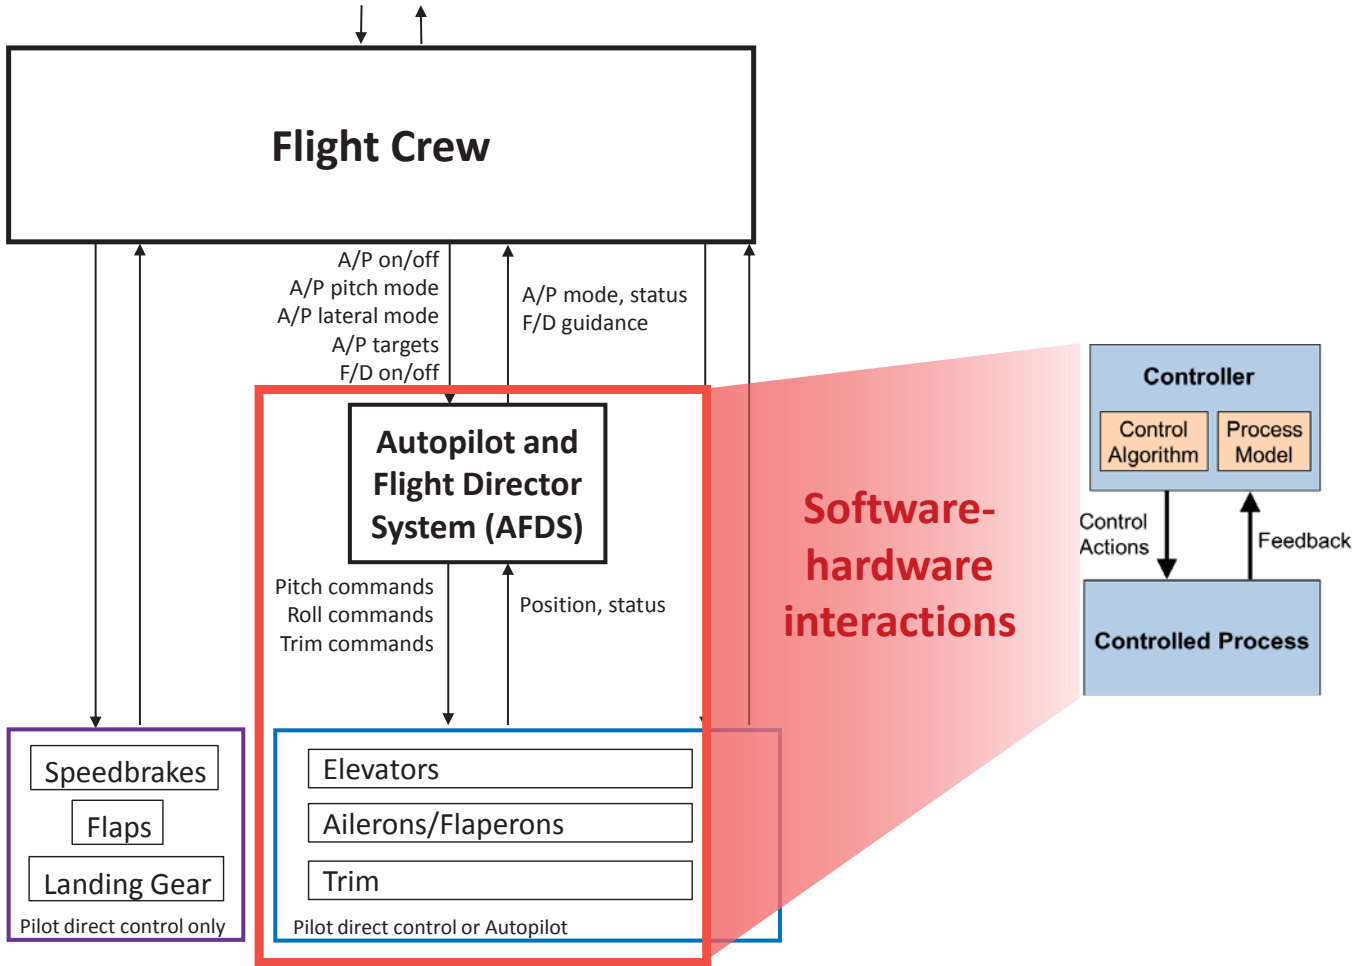 Flight Crew
A/P on/off
A/P pitch mode
A/P lateral mode
A/P targets
F/D on/off
A/P mode, status
F/D guidance
Autopilot and
Flight Director
System (AFDS)
Pitch commands
Roll commands
Trim commands
Position, status
Speedbrakes
Flaps
Landing Gear
Pilot direct control only
Elevators
Ailerons/Flaperons
Trim
Pilot direct control or Autopilot
Software-
hardware
interactions
Controller
Control
Algorithm
Process
Model
Control
Actions
Feedback
Controlled Process